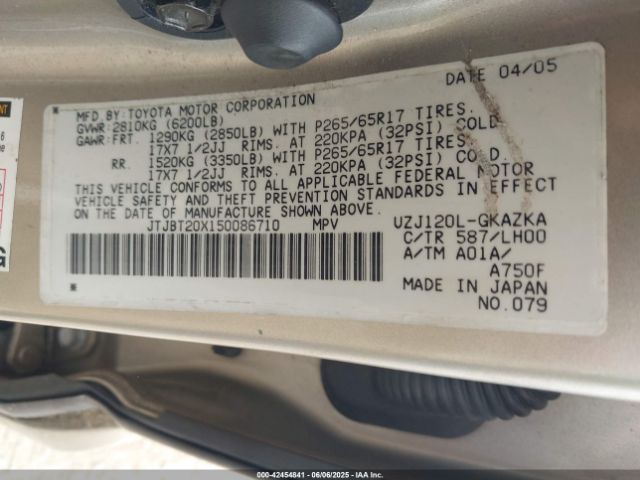 DATE 04/05
MFD.BY:TOYOTA MOTOR CORPORATION
GVWR:2810KG (6200LB)
GAWR:FRT. 1290KG (2850LB) WITH P265/65R17 TIRES.
17X7 1/2JJ RIMS. AT 220KPA (32PSI) COLD
RR. 1520KG (3350LB) WITH P265/65R17 TIRES.
17X7 1/2JJ RIMS. AT 220KPA (32PSI) COLD.
THIS VEHICLE CONFORMS TO ALL APPLICABLE FEDERAL MOTOR
VEHICLE SAFETY AND THEFT PREVENTION STANDARDS IN EFFECT
ON THE DATE OF MANUFACTURE SHOWN ABOVE.
JTJBT20X150086710 MPV
UZJ120L-GKAZKA
C/TR 587/LH00
A/TM A01A/
A750F
MADE IN JAPAN
NO.079
00-42454841 - 06/06/2025 - IAA Inc.